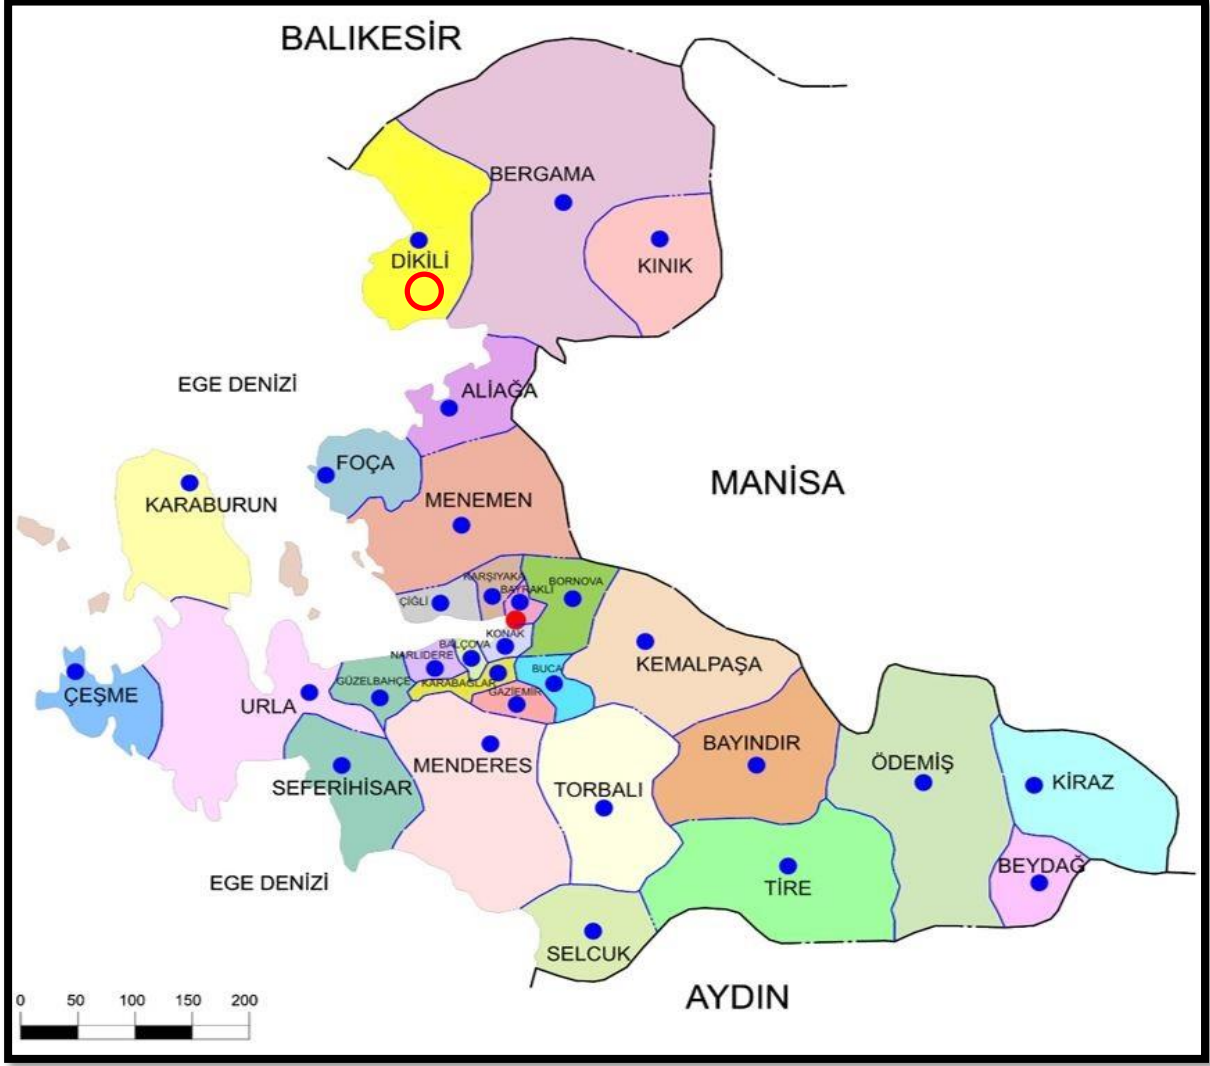 BALIKESİR
BERGAMA
DİKİLİ
KINIK
EGE DENİZİ
ALİAĞA
FOÇA
MANİSA
KARABURUN
MENEMEN
KARŞIYAKA
BAYRAKLI
BORNOVA
ÇİĞLİ
KONAK
BALÇOVA
NARLIDERE
KEMALPAŞA
BUCA
GÜZELBAHÇE
KARABAĞLAR
GAZİEMİR
ÇEŞME
URLA
BAYINDIR
MENDERES
ÖDEMİŞ
KİRAZ
SEFERİHİSAR
TORBALI
BEYDAĞ
EGE DENİZİ
TİRE
SELCUK
AYDIN
0 50 100 150 200